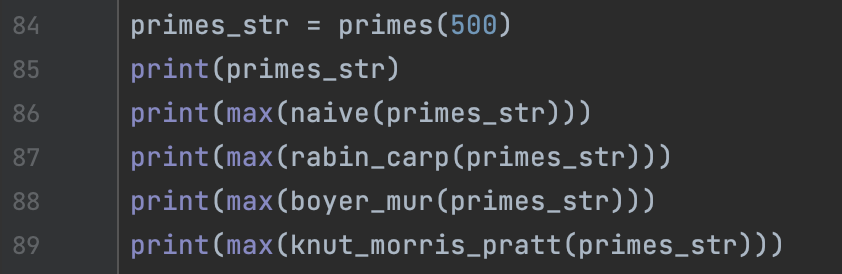 84 primes_str = primes(500)
85 print(primes_str)
86 print(max(naive(primes_str)))
87 print(max(rabin_carp(primes_str)))
88 print(max(boyer_mur(primes_str)))
89 print(max(knut_morris_pratt(primes_str)))